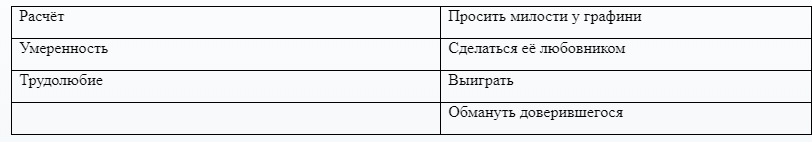 Расчёт Просить милости у графини
Умеренность Сделаться её любовником
Трудолюбие Выиграть
Обмануть доверившегося